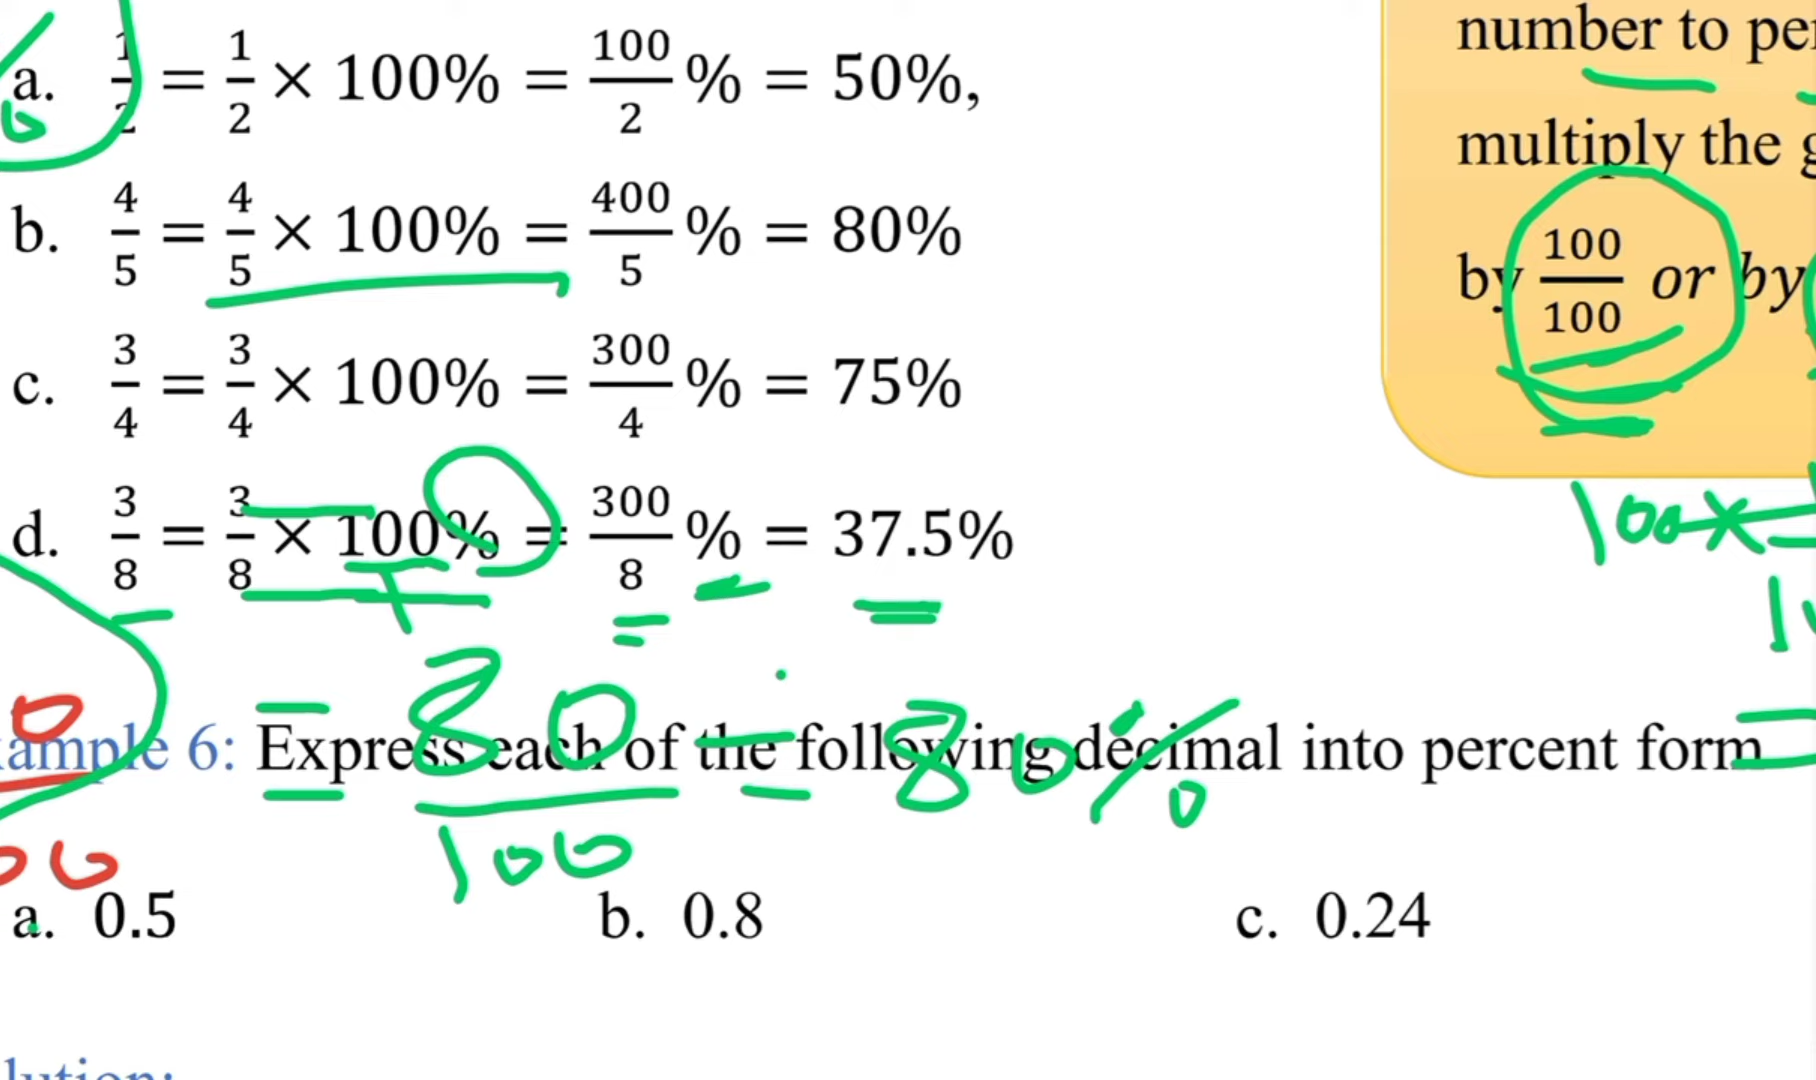 a. 1/2 = 1/2 × 100% = 100/2 % = 50%,
b. 4/5 = 4/5 × 100% = 400/5 % = 80%
c. 3/4 = 3/4 × 100% = 300/4 % = 75%
d. 3/8 = 3/8 × 100% = 300/8 % = 37.5%
number to per
multiply the g
by 100/100 or by
100×
= 80/100 = 80%
ample 6: Express each of the following decimal into percent form
a. 0.5 b. 0.8 c. 0.24
lution: